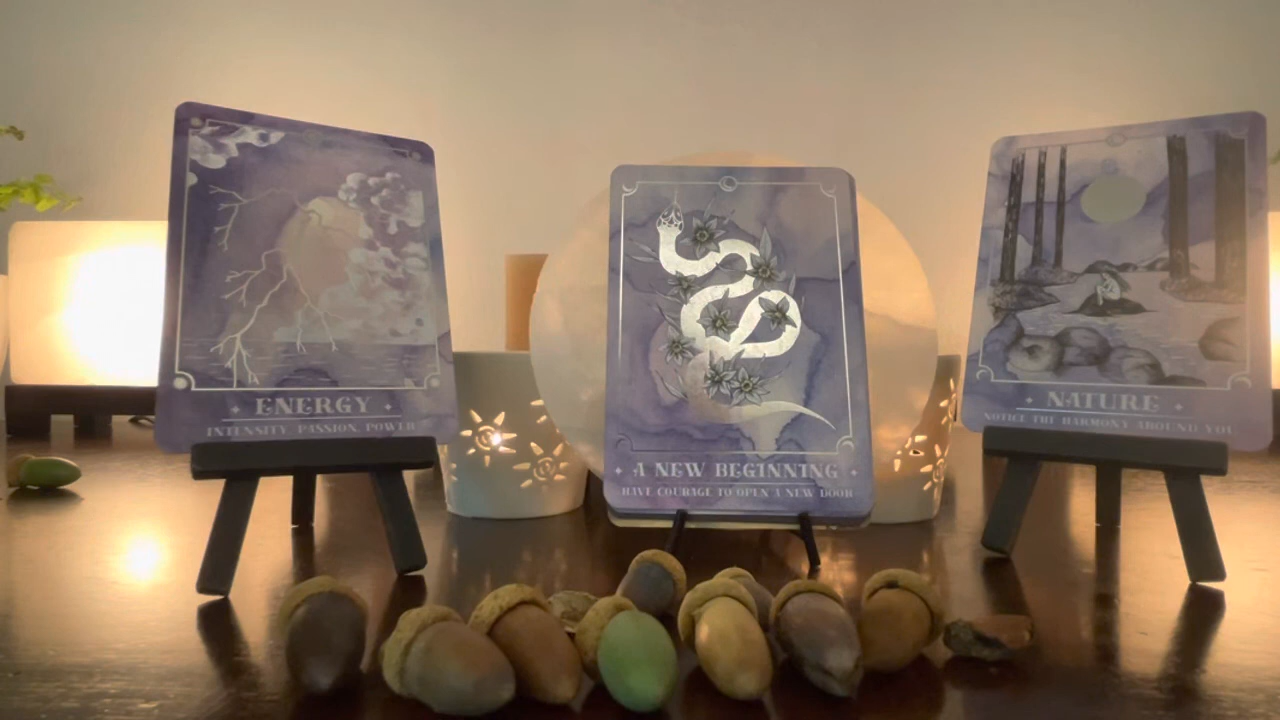 ENERGY
INTENSITY, PASSION, POWER
A NEW BEGINNING
HAVE COURAGE TO OPEN A NEW DOOR
NATURE
NOTICE THE HARMONY AROUND YOU